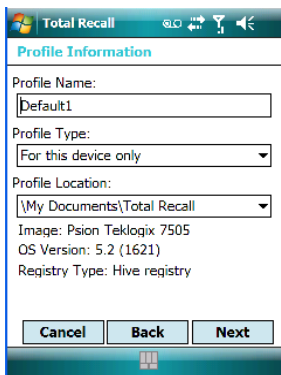 Total Recall
Profile Information
Profile Name:
Default1
Profile Type:
For this device only
Profile Location:
\My Documents\Total Recall
Image: Psion Teklogix 7505
OS Version: 5.2 (1621)
Registry Type: Hive registry
Cancel Back Next